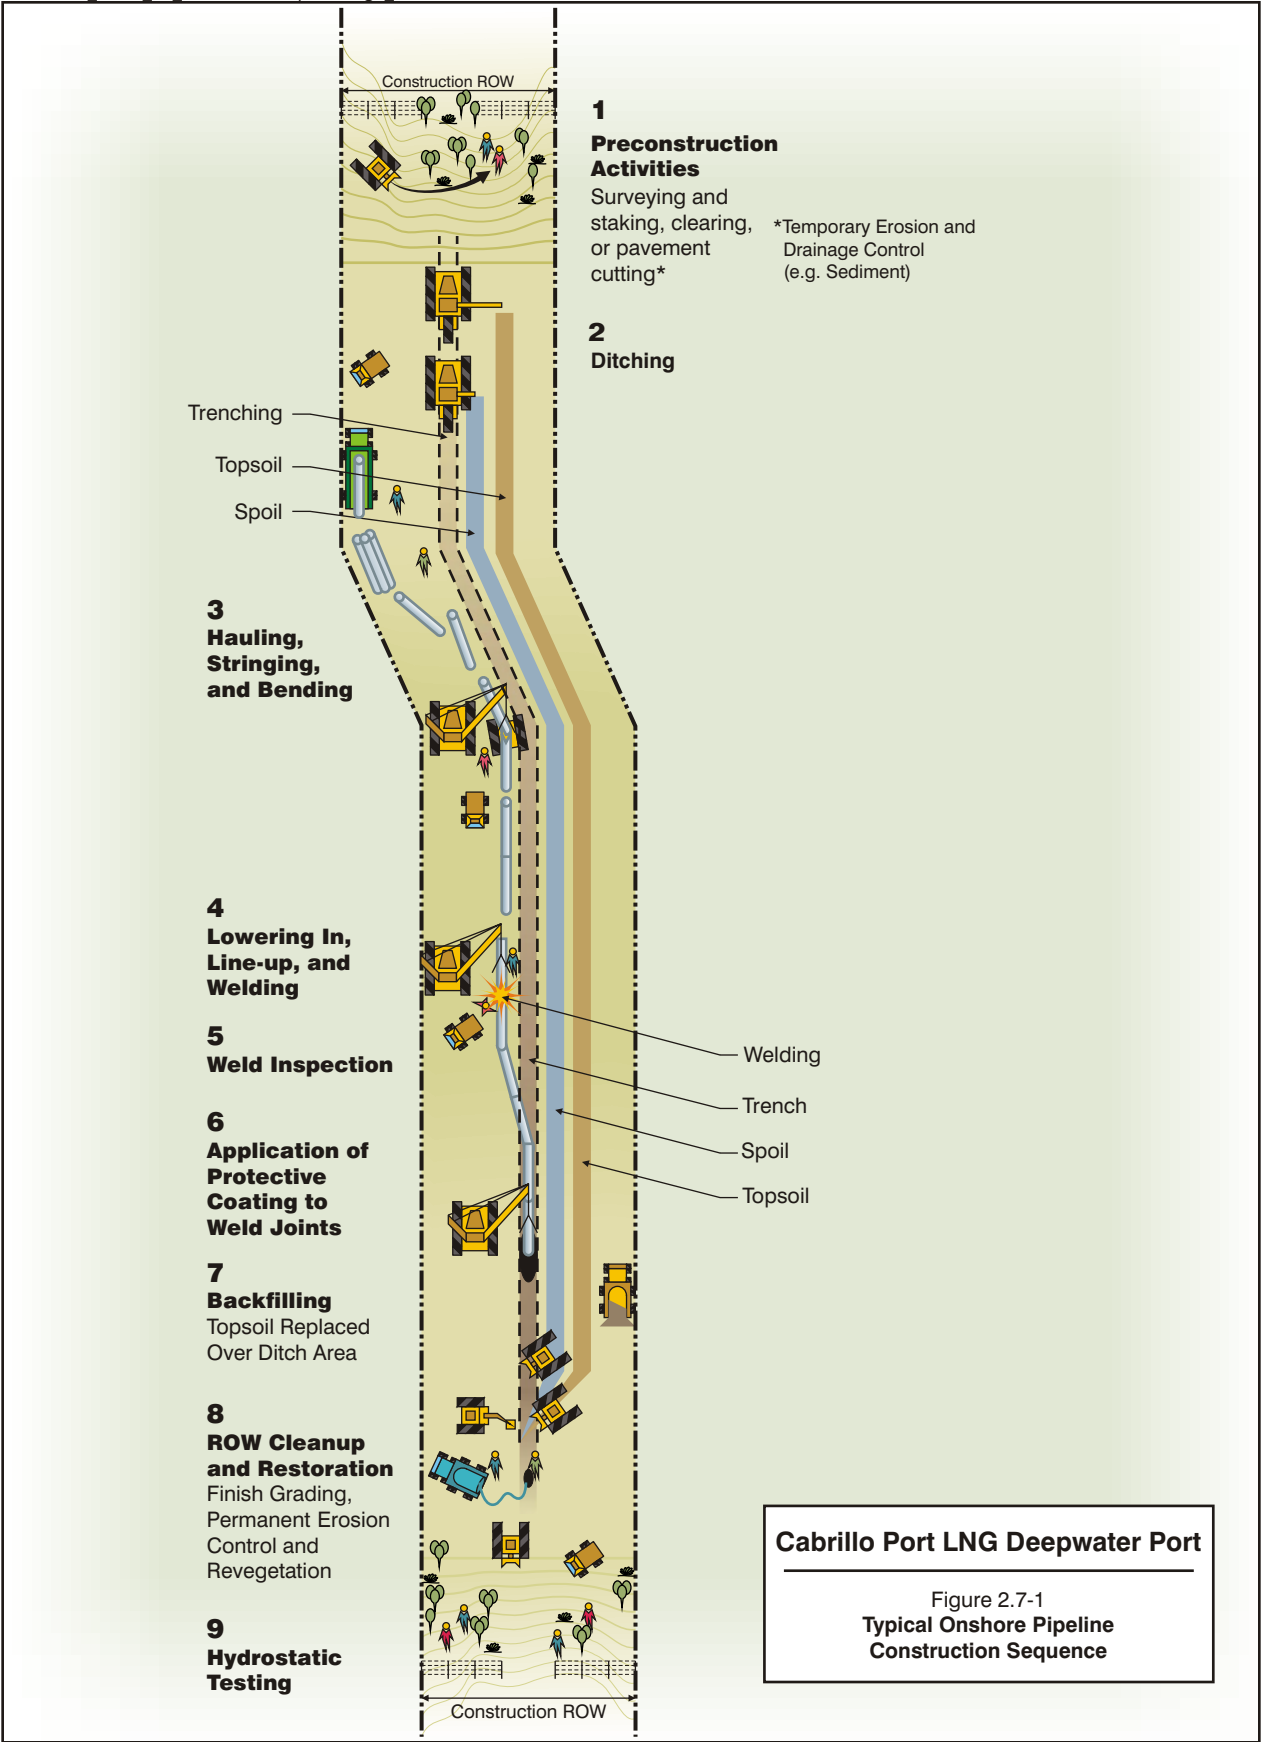 Construction ROW
1
Preconstruction
Activities
Surveying and
staking, clearing,
or pavement
cutting*
*Temporary Erosion and
Drainage Control
(e.g. Sediment)
2
Ditching
Trenching
Topsoil
Spoil
3
Hauling,
Stringing,
and Bending
4
Lowering In,
Line-up, and
Welding
5
Weld Inspection
Welding
Trench
Spoil
Topsoil
6
Application of
Protective
Coating to
Weld Joints
7
Backfilling
Topsoil Replaced
Over Ditch Area
8
ROW Cleanup
and Restoration
Finish Grading,
Permanent Erosion
Control and
Revegetation
9
Hydrostatic
Testing
Construction ROW
Cabrillo Port LNG Deepwater Port
Figure 2.7-1
Typical Onshore Pipeline
Construction Sequence